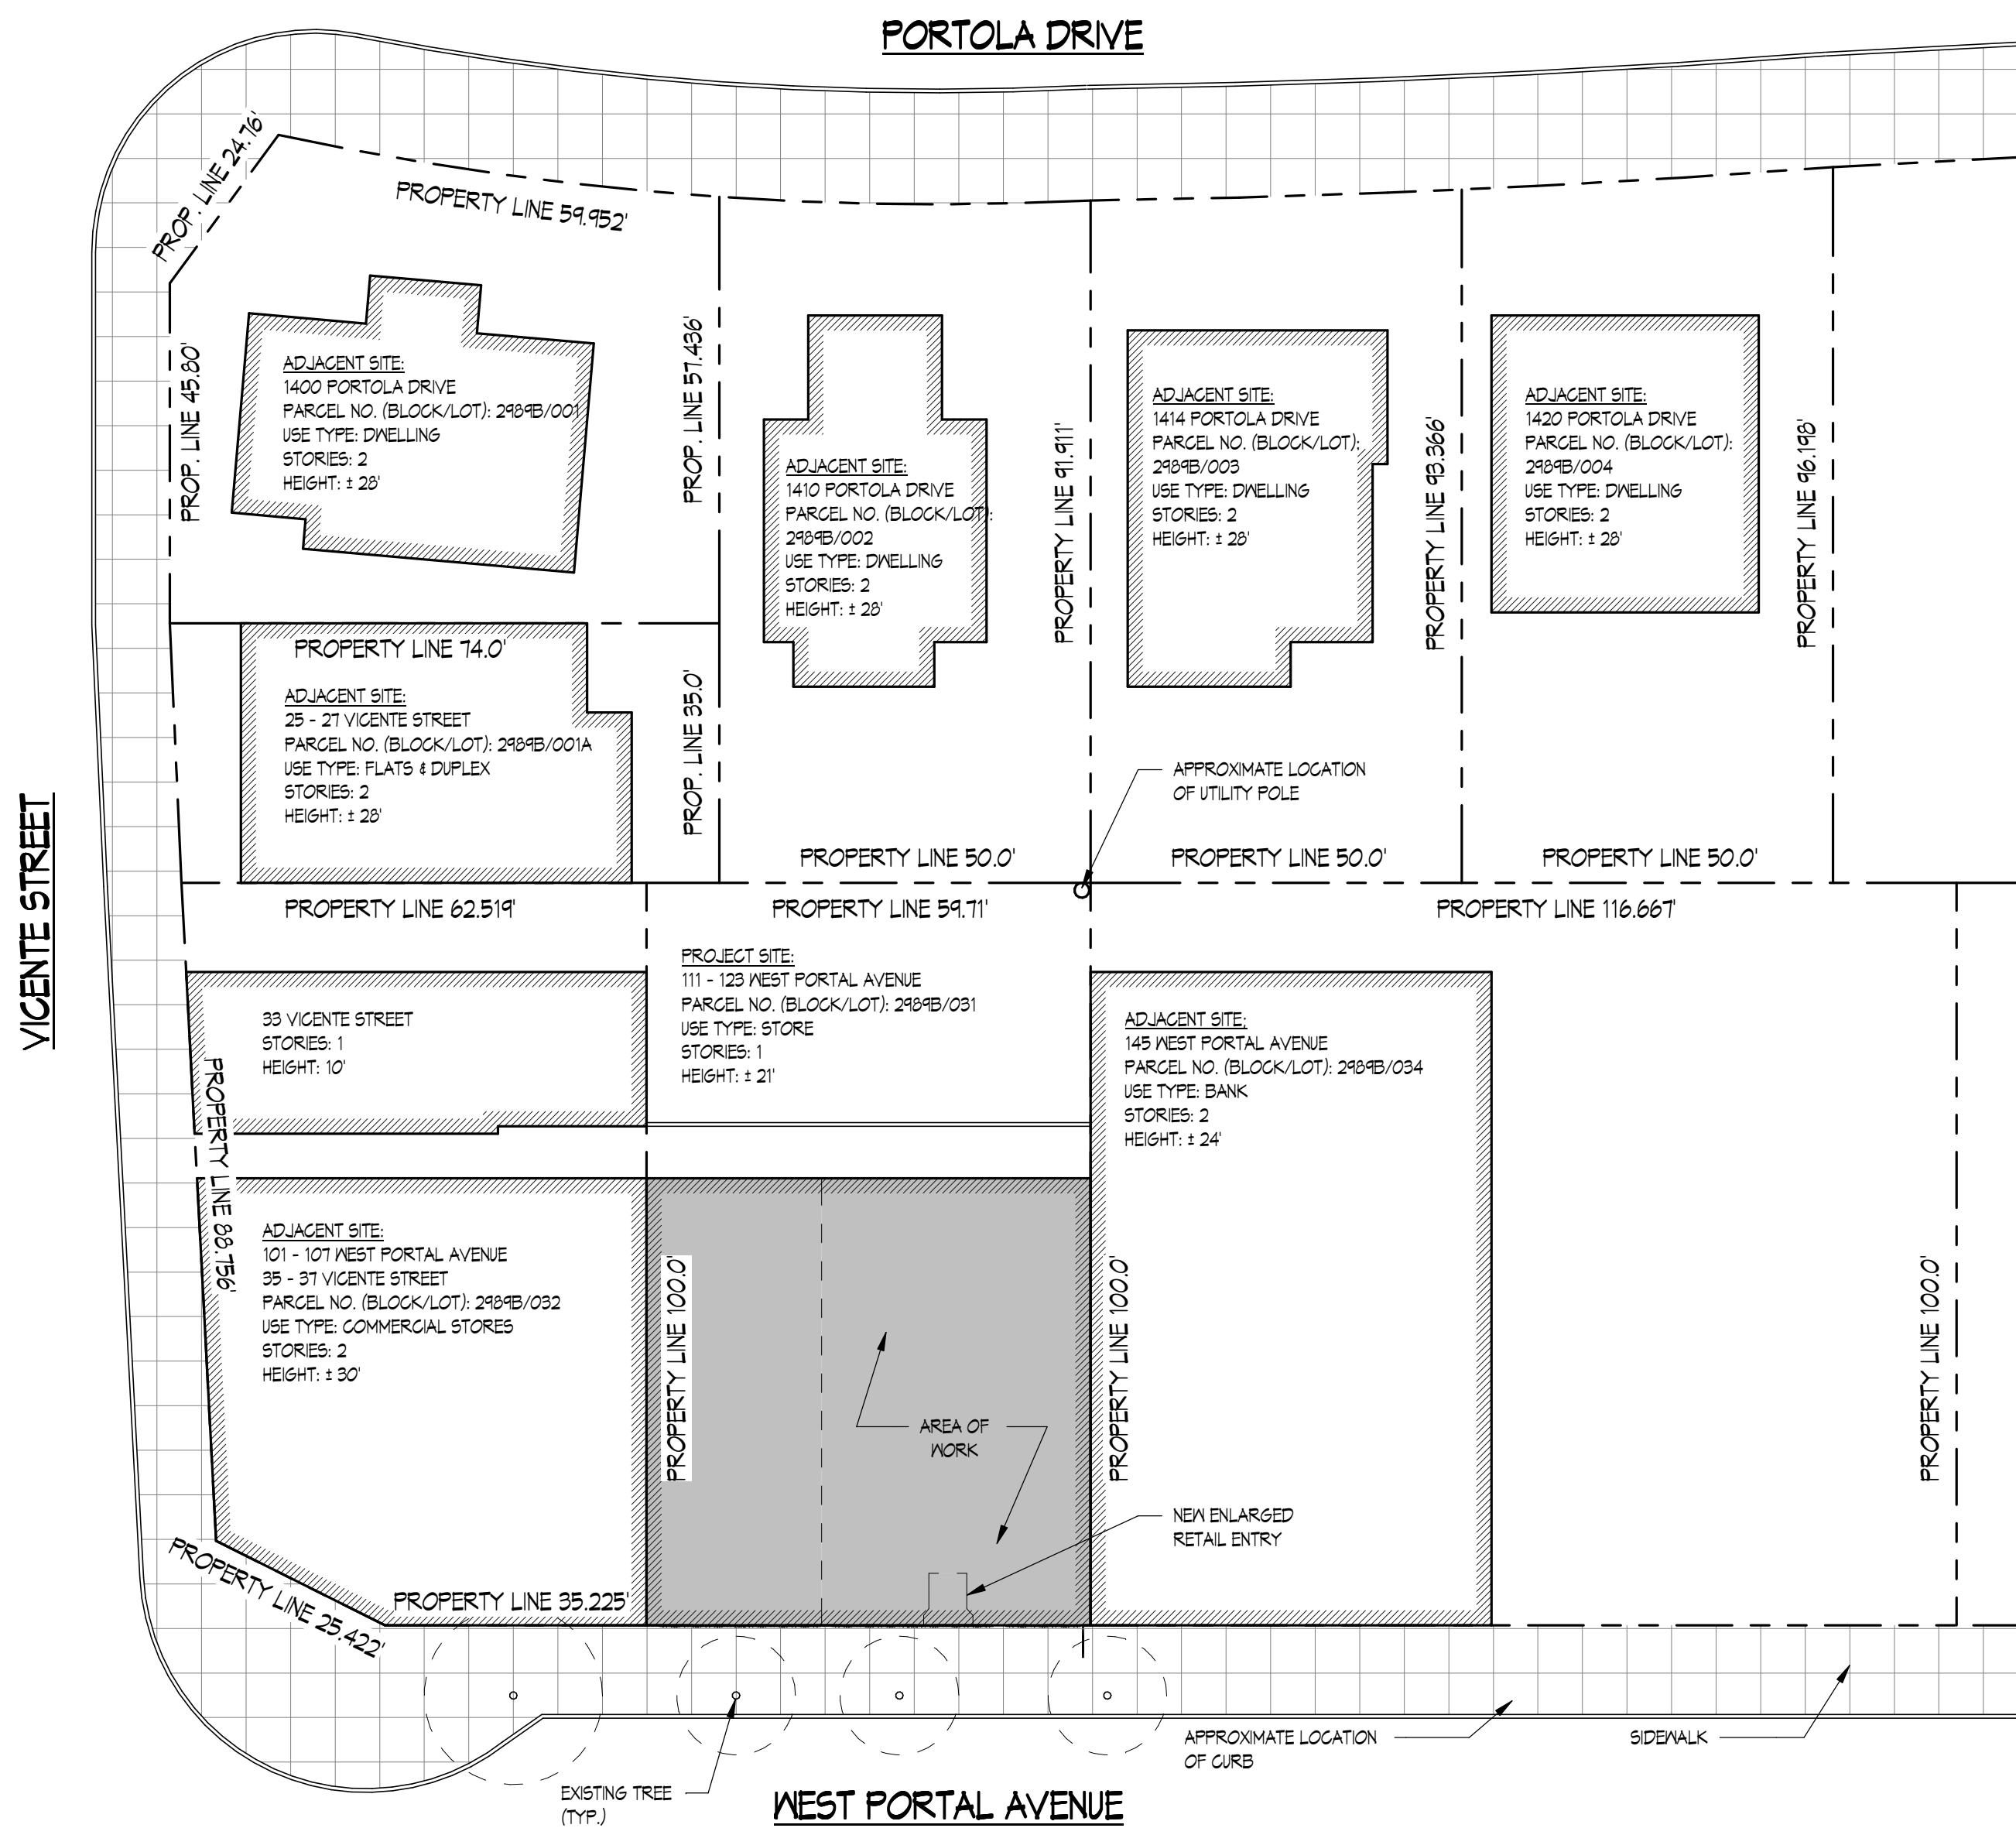 PORTOLA DRIVE
PROP. LINE 24.76'
PROPERTY LINE 59.952'
PROP. LINE 45.80'
ADJACENT SITE:
1400 PORTOLA DRIVE
PARCEL NO. (BLOCK/LOT): 2989B/001
USE TYPE: DWELLING
STORIES: 2
HEIGHT: ± 28'
PROP. LINE 57.436'
ADJACENT SITE:
1410 PORTOLA DRIVE
PARCEL NO. (BLOCK/LOT):
2989B/002
USE TYPE: DWELLING
STORIES: 2
HEIGHT: ± 28'
PROPERTY LINE 91.911'
ADJACENT SITE:
1414 PORTOLA DRIVE
PARCEL NO. (BLOCK/LOT):
2989B/003
USE TYPE: DWELLING
STORIES: 2
HEIGHT: ± 28'
PROPERTY LINE 93.366'
ADJACENT SITE:
1420 PORTOLA DRIVE
PARCEL NO. (BLOCK/LOT):
2989B/004
USE TYPE: DWELLING
STORIES: 2
HEIGHT: ± 28'
PROPERTY LINE 96.198'
PROPERTY LINE 74.0'
ADJACENT SITE:
25 - 27 VICENTE STREET
PARCEL NO. (BLOCK/LOT): 2989B/001A
USE TYPE: FLATS & DUPLEX
STORIES: 2
HEIGHT: ± 28'
PROP. LINE 35.0'
APPROXIMATE LOCATION
OF UTILITY POLE
PROPERTY LINE 50.0'
PROPERTY LINE 50.0'
PROPERTY LINE 50.0'
VICENTE STREET
PROPERTY LINE 62.519'
PROPERTY LINE 59.71'
PROPERTY LINE 116.667'
PROJECT SITE:
111 - 123 WEST PORTAL AVENUE
PARCEL NO. (BLOCK/LOT): 2989B/031
USE TYPE: STORE
STORIES: 1
HEIGHT: ± 21'
33 VICENTE STREET
STORIES: 1
HEIGHT: 10'
ADJACENT SITE:
145 WEST PORTAL AVENUE
PARCEL NO. (BLOCK/LOT): 2989B/034
USE TYPE: BANK
STORIES: 2
HEIGHT: ± 24'
PROPERTY LINE 88.756'
ADJACENT SITE:
101 - 107 WEST PORTAL AVENUE
35 - 37 VICENTE STREET
PARCEL NO. (BLOCK/LOT): 2989B/032
USE TYPE: COMMERCIAL STORES
STORIES: 2
HEIGHT: ± 30'
PROPERTY LINE 100.0'
PROPERTY LINE 100.0'
PROPERTY LINE 100.0'
AREA OF
WORK
NEW ENLARGED
RETAIL ENTRY
PROPERTY LINE 25.422'
PROPERTY LINE 35.225'
APPROXIMATE LOCATION
OF CURB
SIDEWALK
EXISTING TREE
(TYP.)
WEST PORTAL AVENUE